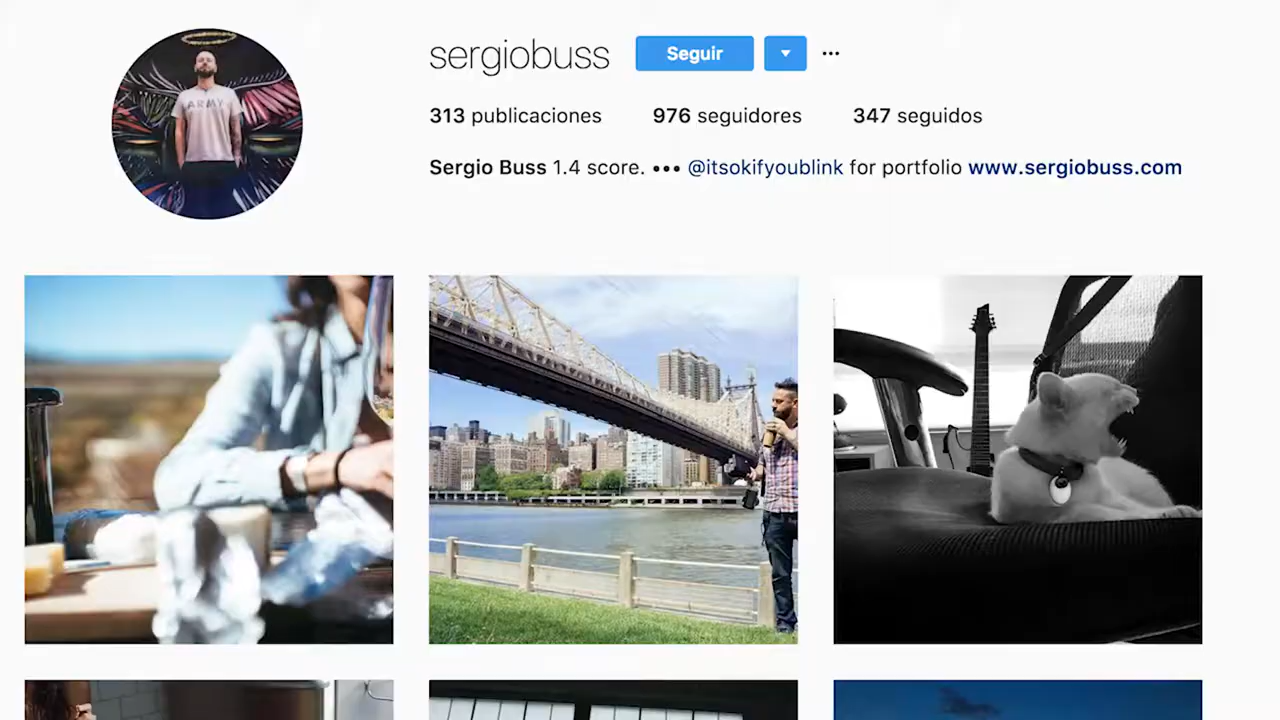 sergiobuss Seguir ...
313 publicaciones 976 seguidores 347 seguidos
Sergio Buss 1.4 score. ••• @itsokifyoublink for portfolio www.sergiobuss.com
ARMY